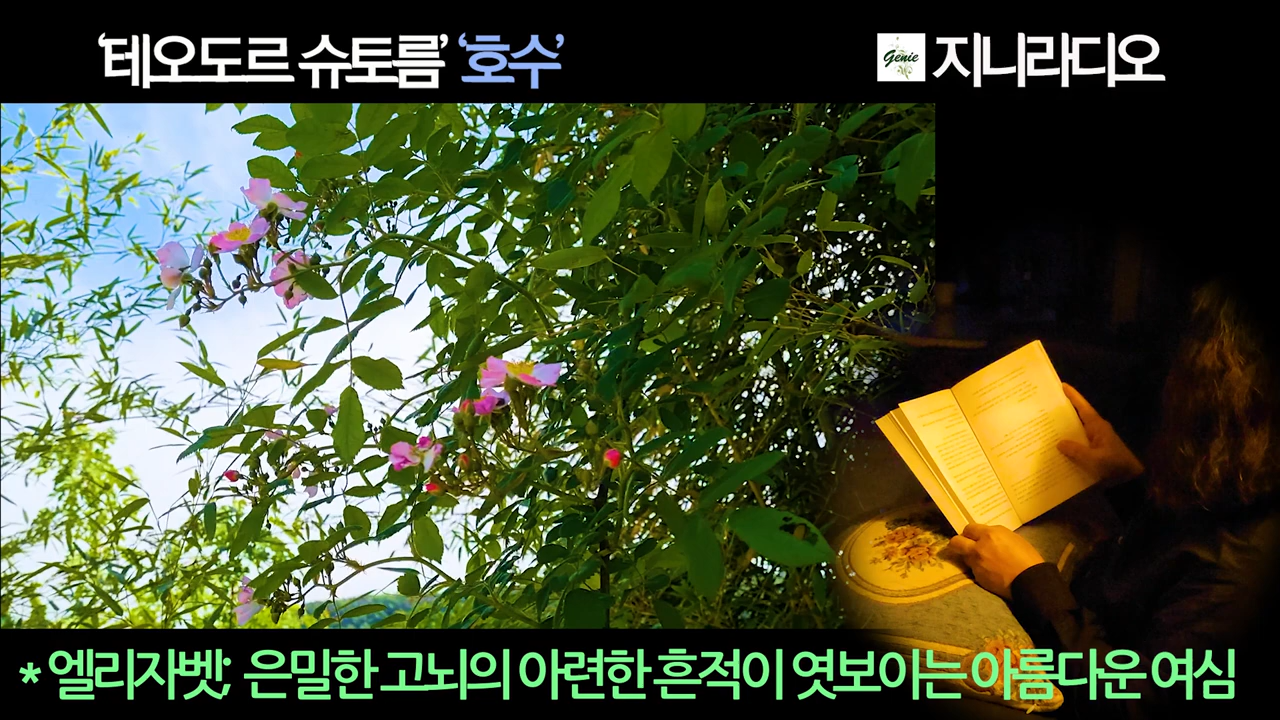 '테오도르 슈토름' '호수'
Genie 지니라디오
* 엘리자벳; 은밀한 고뇌의 아련한 흔적이 엿보이는 아름다운 여심